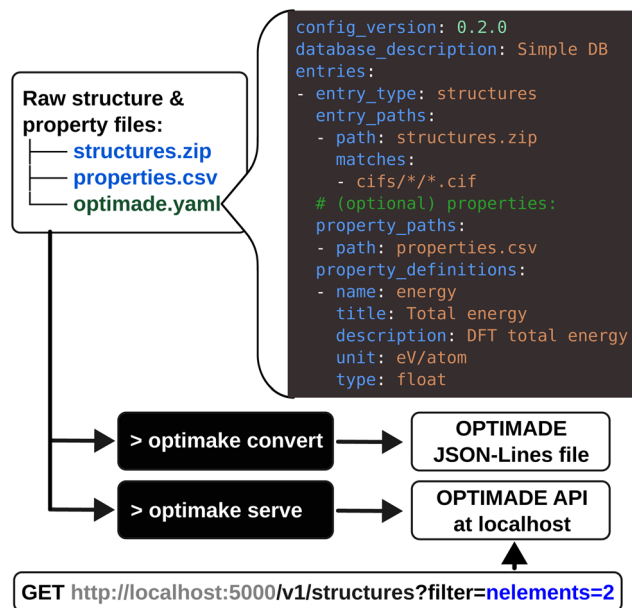 Raw structure &
property files:
structures.zip
properties.csv
optimade.yaml
config_version: 0.2.0
database_description: Simple DB
entries:
- entry_type: structures
  entry_paths:
  - path: structures.zip
    matches:
    - cifs/*/*.cif
  # (optional) properties:
  property_paths:
  - path: properties.csv
  property_definitions:
  - name: energy
    title: Total energy
    description: DFT total energy
    unit: eV/atom
    type: float
> optimake convert
OPTIMADE
JSON-Lines file
> optimake serve
OPTIMADE API
at localhost
GET http://localhost:5000/v1/structures?filter=nelements=2